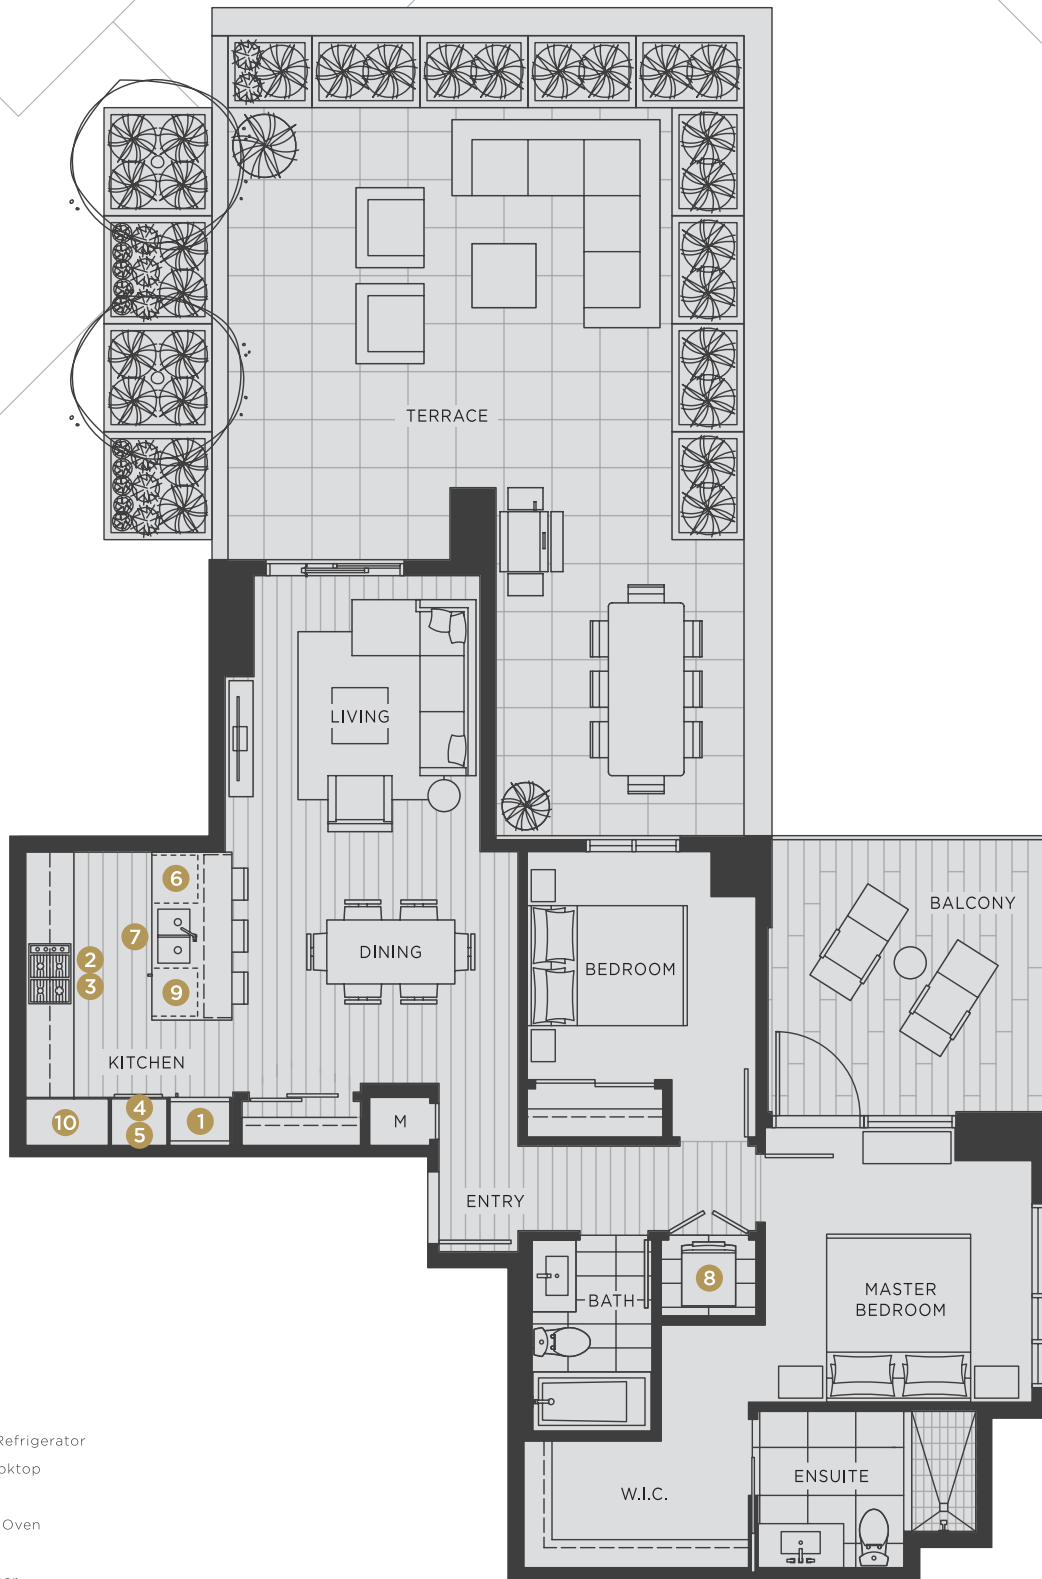 TERRACE
LIVING
6
7
2
3
9
DINING
BEDROOM
BALCONY
KITCHEN
10
4
5
1
M
ENTRY
8
BATH
MASTER
BEDROOM
W.I.C.
ENSUITE
Refrigerator
Oven